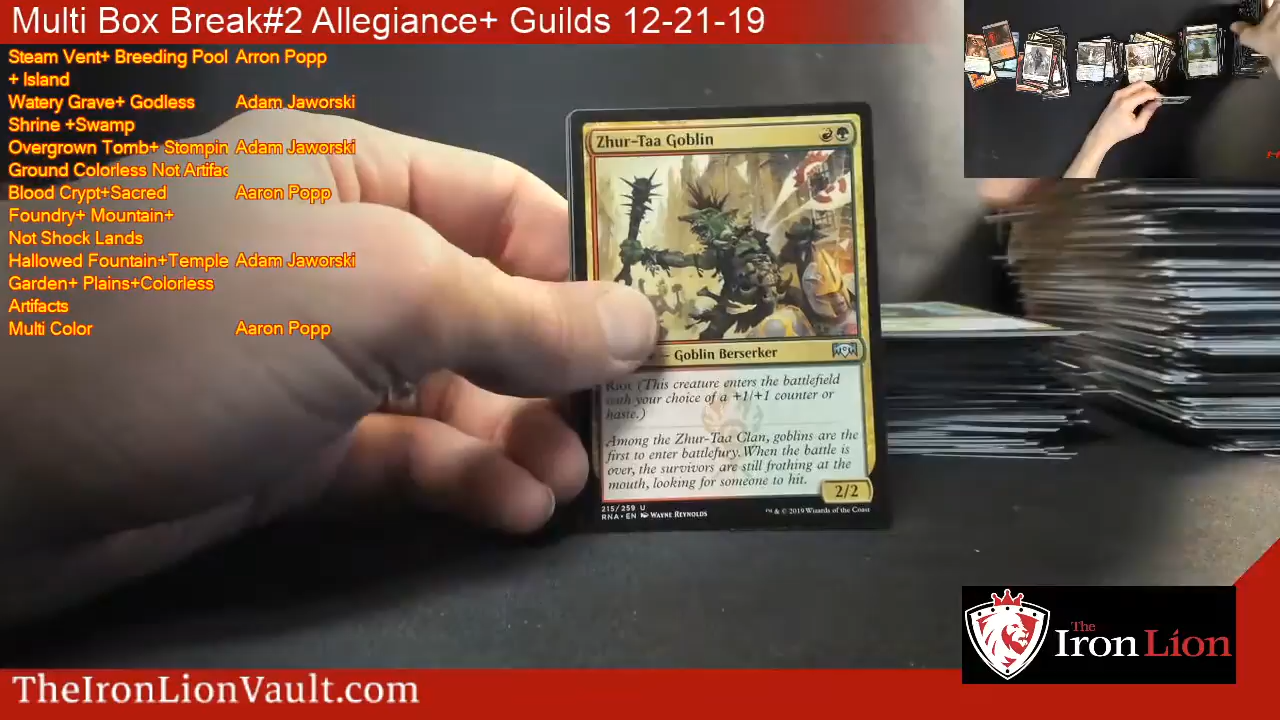 Multi Box Break#2 Allegiance+ Guilds 12-21-19
Steam Vent+ Breeding Pool Arron Popp
+ Island
Watery Grave+ Godless Adam Jaworski
Shrine +Swamp
Overgrown Tomb+ Stompin Adam Jaworski
Ground Colorless Not Artifac
Blood Crypt+Sacred Aaron Popp
Foundry+ Mountain+
Not Shock Lands
Hallowed Fountain+Temple Adam Jaworski
Garden+ Plains+Colorless
Artifacts
Multi Color Aaron Popp
Zhur-Taa Goblin
— Goblin Berserker
Riot (This creature enters the battlefield
with your choice of a +1/+1 counter or
haste.)
Among the Zhur-Taa Clan, goblins are the
first to enter battlefury. When the battle is
over, the survivors are still frothing at the
mouth, looking for someone to hit.
2/2
215/259 U
RNA • EN Wayne Reynolds
™ & © 2019 Wizards of the Coast
The
Iron Lion
TheIronLionVault.com